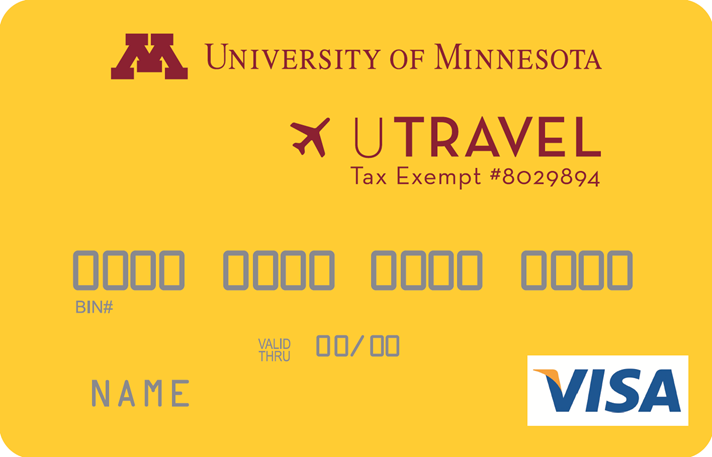 M UNIVERSITY OF MINNESOTA
UTRAVEL
Tax Exempt #8029894
0000 0000 0000 0000
BIN#
VALID THRU 00/00
NAME
VISA